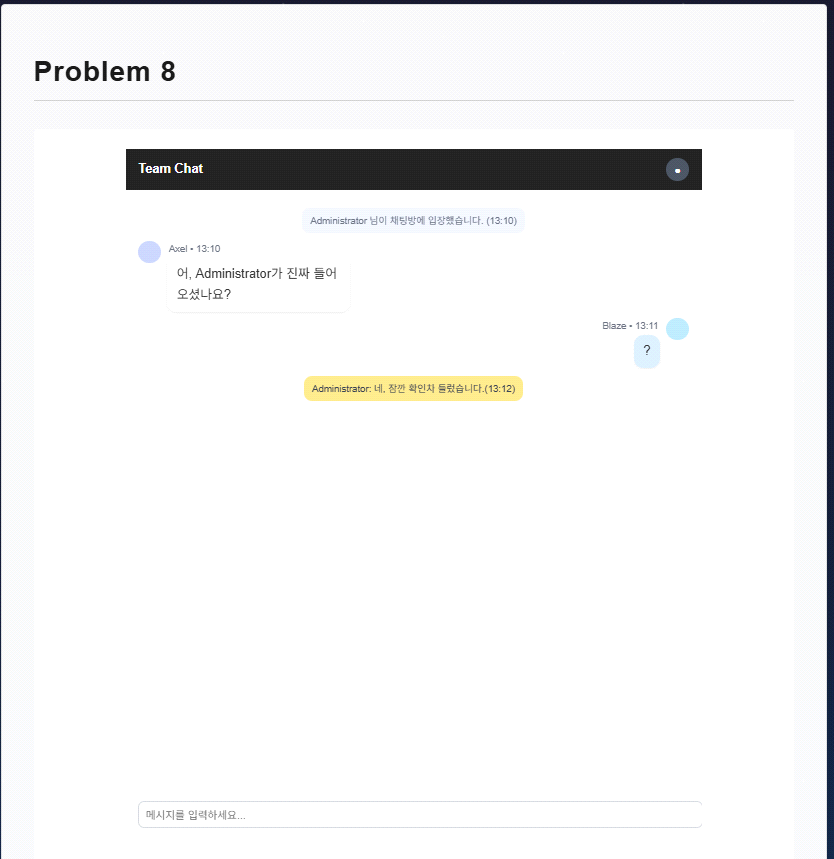 Problem 8
Team Chat
Administrator 님이 채팅방에 입장했습니다. (13:10)
Axel • 13:10
어, Administrator가 진짜 들어
오셨나요?
Blaze • 13:11
?
Administrator: 네, 잠깐 확인차 들렀습니다.(13:12)
메시지를 입력하세요...